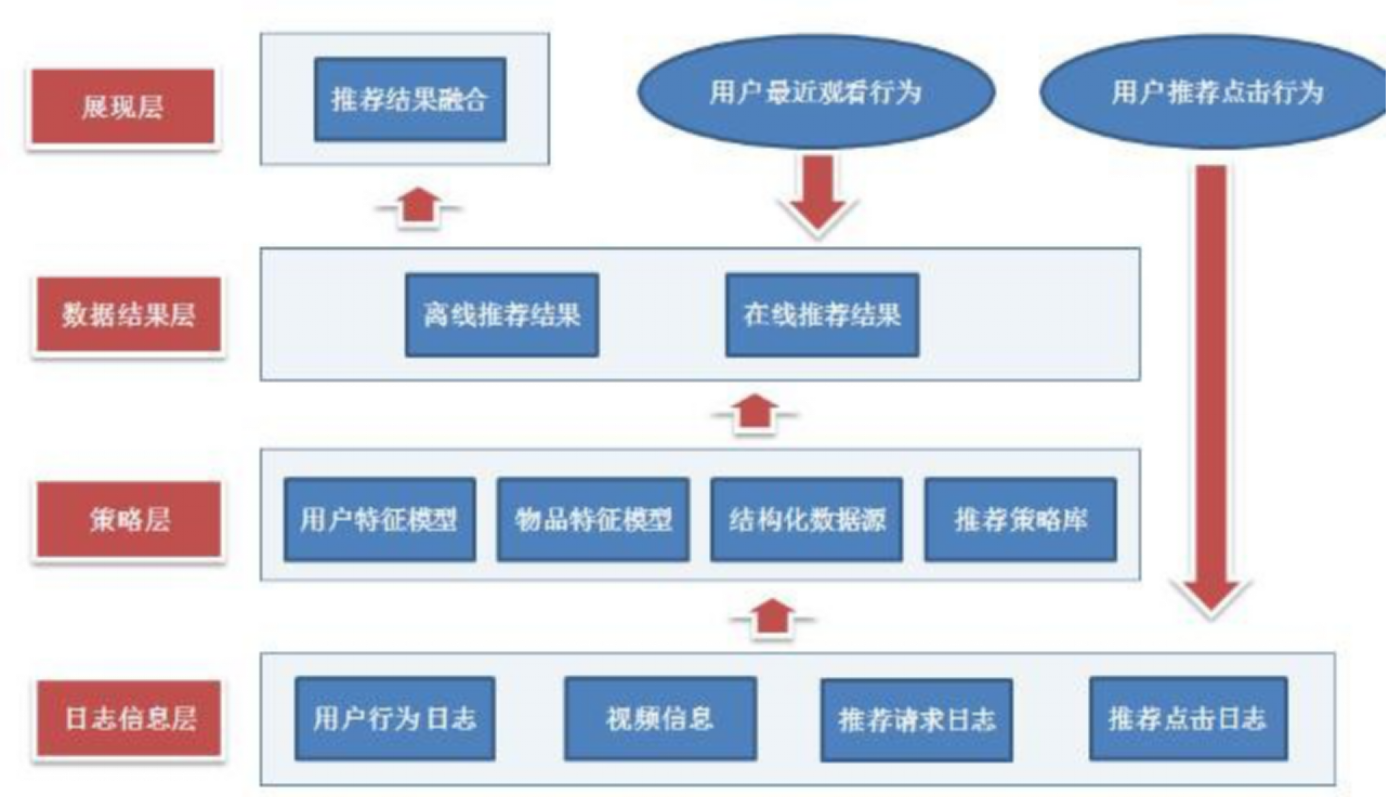 展现层
推荐结果融合
用户最近观看行为
用户推荐点击行为
数据结果层
离线推荐结果
在线推荐结果
策略层
用户特征模型
物品特征模型
结构化数据源
推荐策略库
日志信息层
用户行为日志
视频信息
推荐请求日志
推荐点击日志